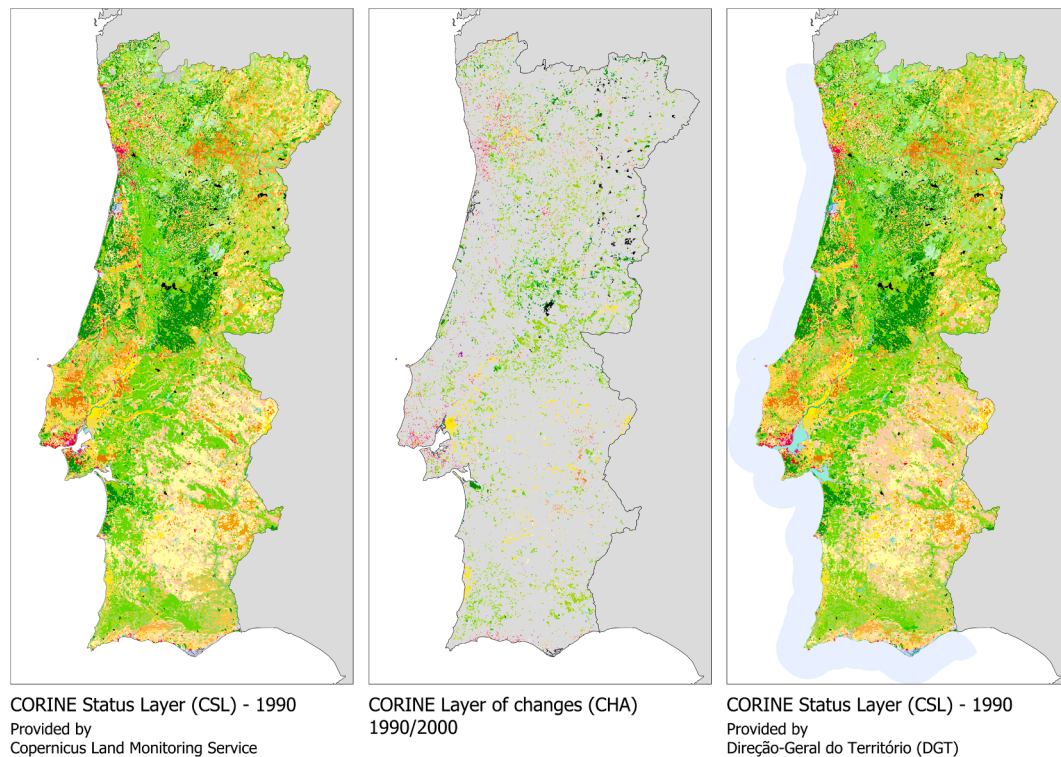 CORINE Status Layer (CSL) - 1990
Provided by
Copernicus Land Monitoring Service
CORINE Layer of changes (CHA)
1990/2000
CORINE Status Layer (CSL) - 1990
Provided by
Direção-Geral do Território (DGT)